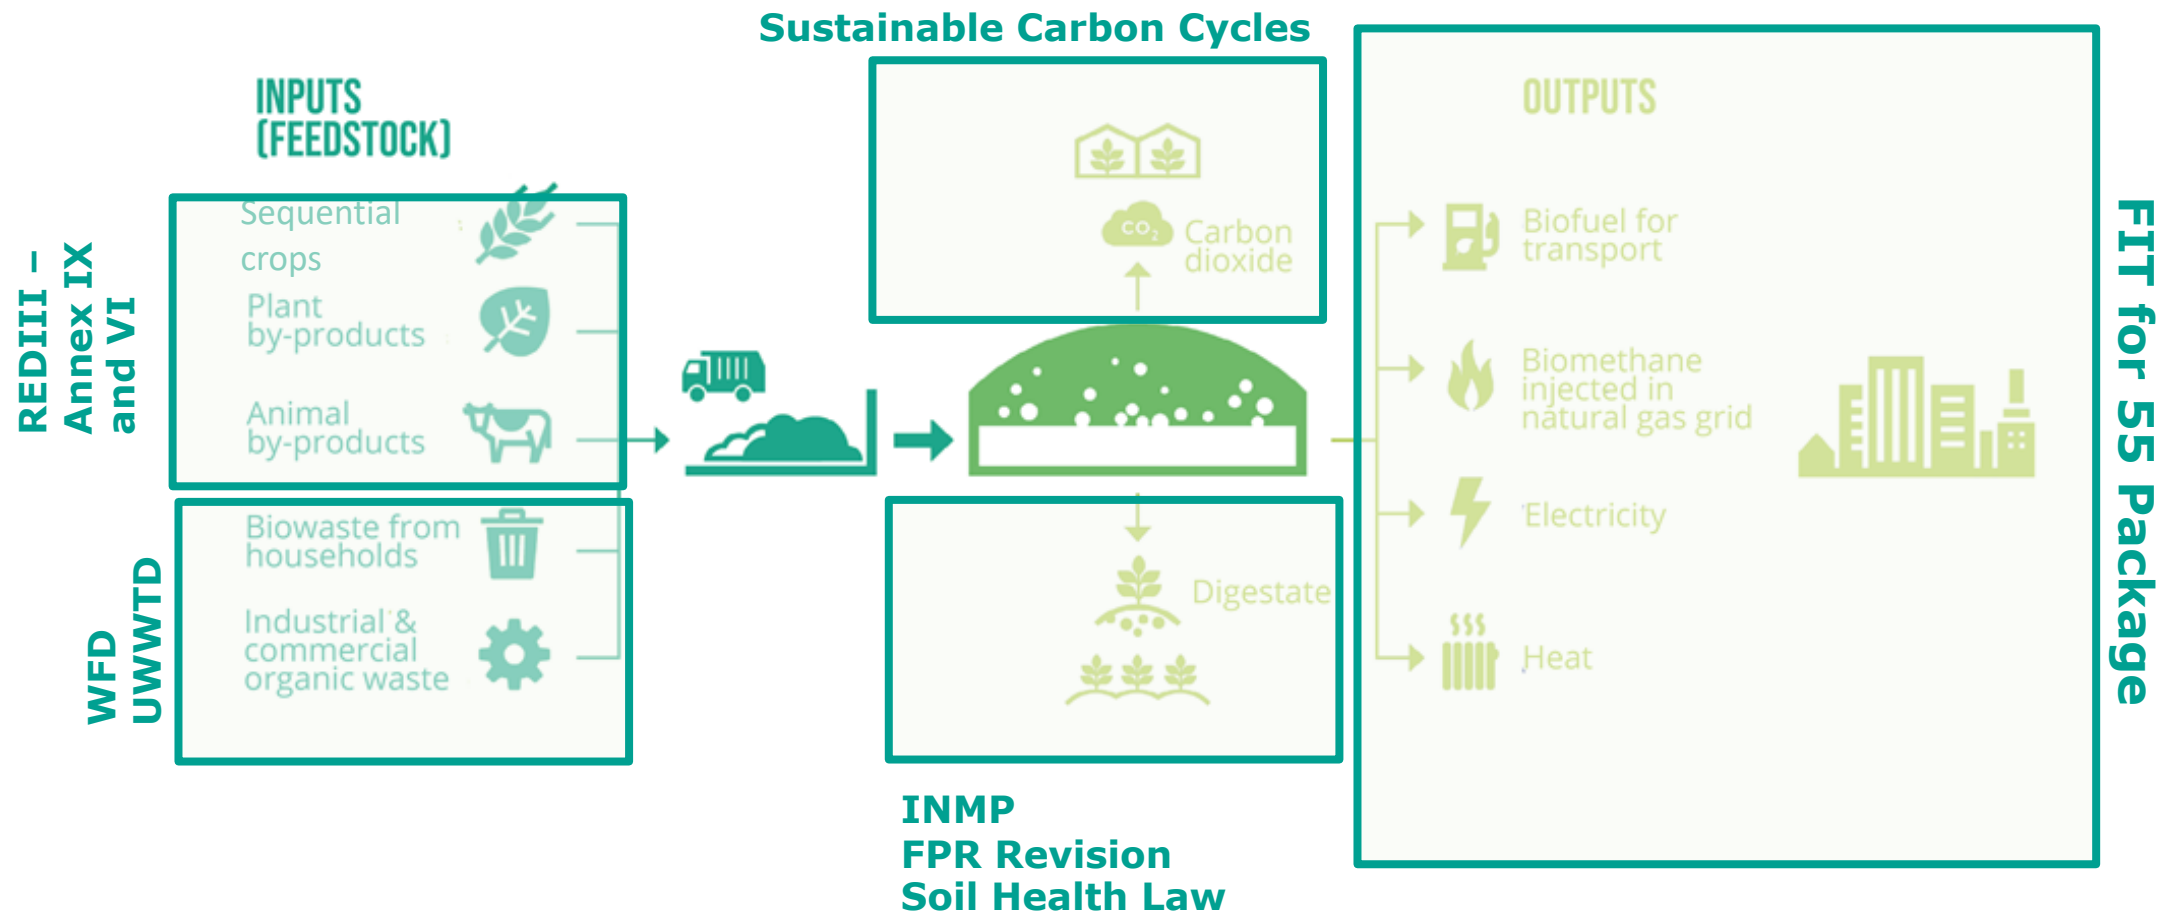 Sustainable Carbon Cycles
INPUTS
(FEEDSTOCK)
REDIII –
Annex IX
and VI
Sequential
crops
Plant
by-products
Animal
by-products
WFD
UWWTD
Biowaste from
households
Industrial &
commercial
organic waste
CO₂
Carbon
dioxide
Digestate
INMP
FPR Revision
Soil Health Law
OUTPUTS
Biofuel for
transport
Biomethane
injected in
natural gas grid
Electricity
Heat
FIT for 55 Package